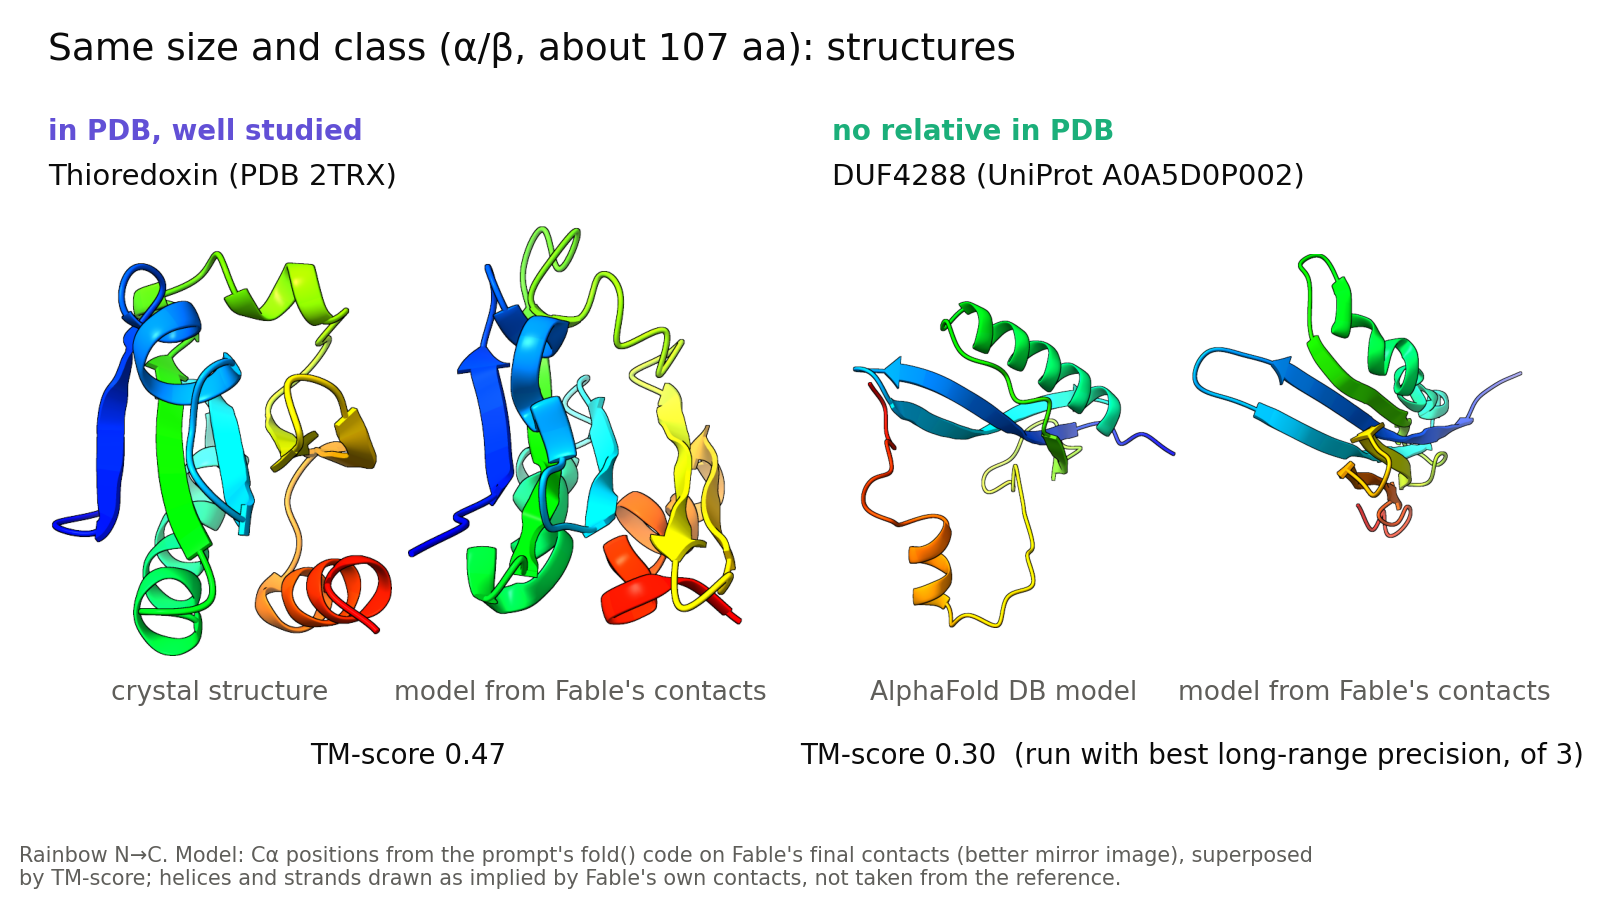 Same size and class (α/β, about 107 aa): structures
in PDB, well studied
Thioredoxin (PDB 2TRX)
no relative in PDB
DUF4288 (UniProt A0A5D0P002)
crystal structure
model from Fable's contacts
AlphaFold DB model
model from Fable's contacts
TM-score 0.47
TM-score 0.30  (run with best long-range precision, of 3)
Rainbow N→C. Model: Cα positions from the prompt's fold() code on Fable's final contacts (better mirror image), superposed
by TM-score; helices and strands drawn as implied by Fable's own contacts, not taken from the reference.